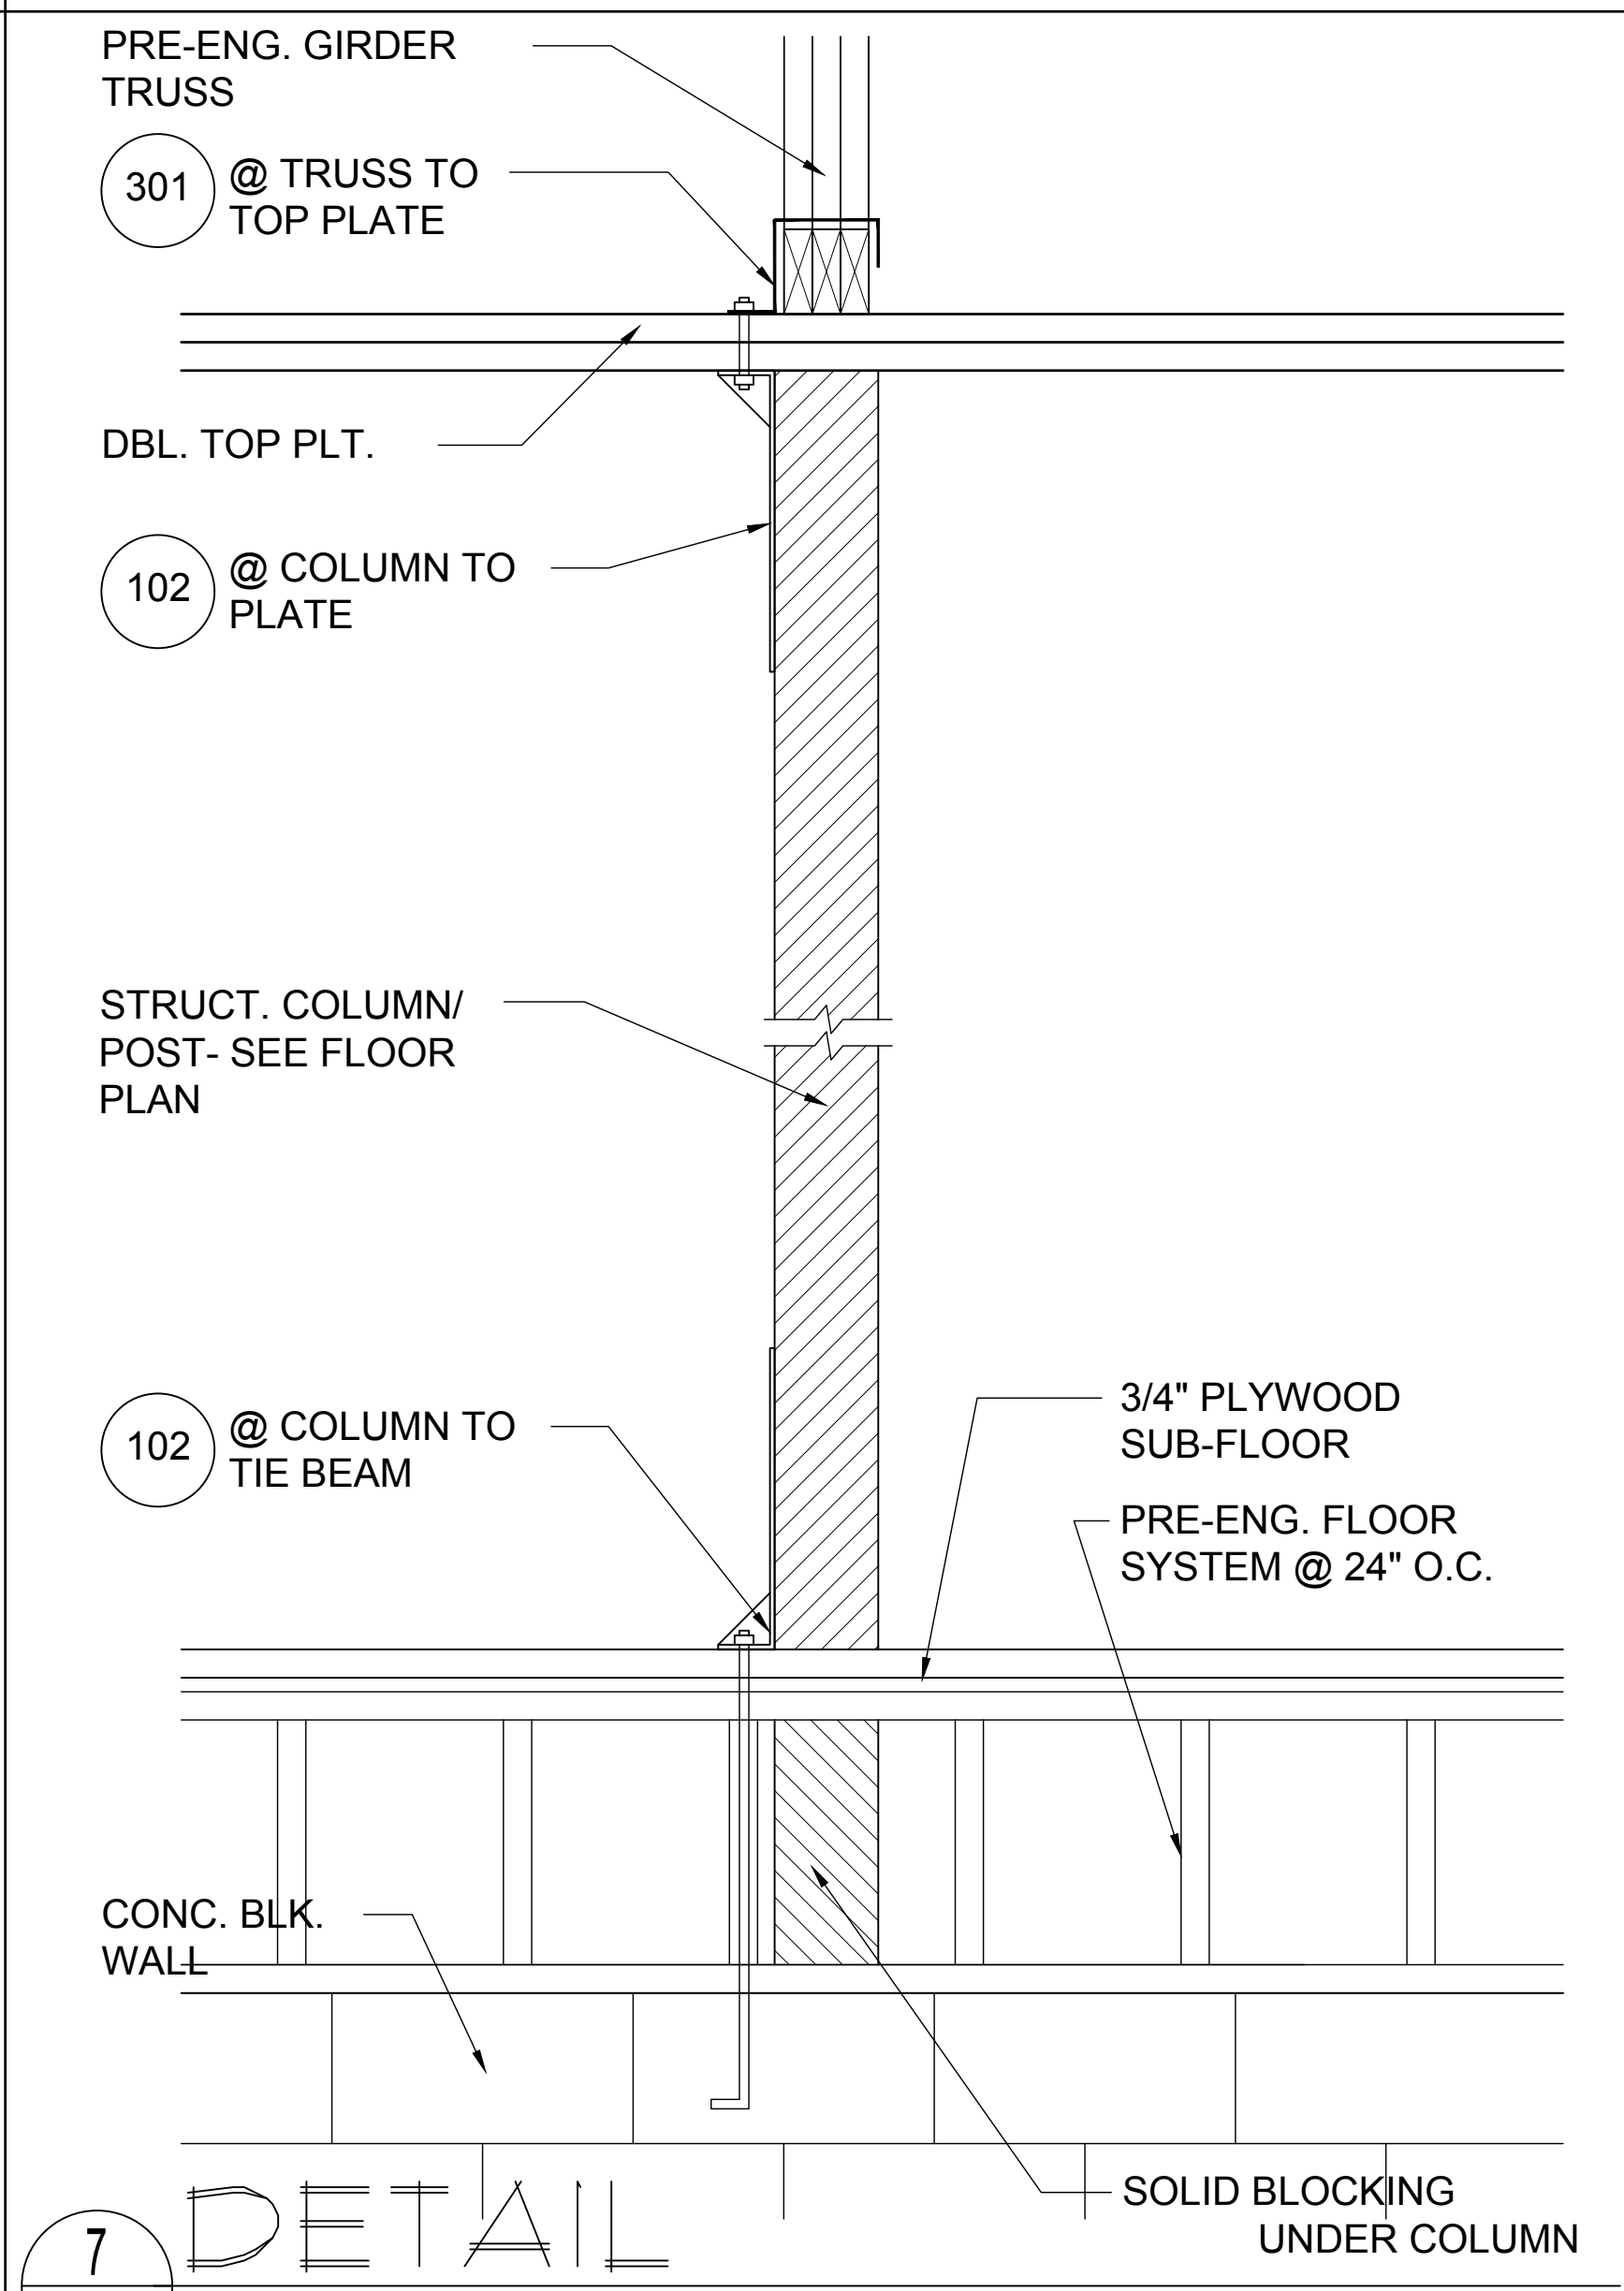 PRE-ENG. GIRDER
TRUSS
301
@ TRUSS TO
TOP PLATE
DBL. TOP PLT.
102
@ COLUMN TO
PLATE
STRUCT. COLUMN/
POST- SEE FLOOR
PLAN
3/4" PLYWOOD
SUB-FLOOR
102
@ COLUMN TO
TIE BEAM
PRE-ENG. FLOOR
SYSTEM @ 24" O.C.
CONC. BLK.
WALL
SOLID BLOCKING
UNDER COLUMN
7
DETAIL